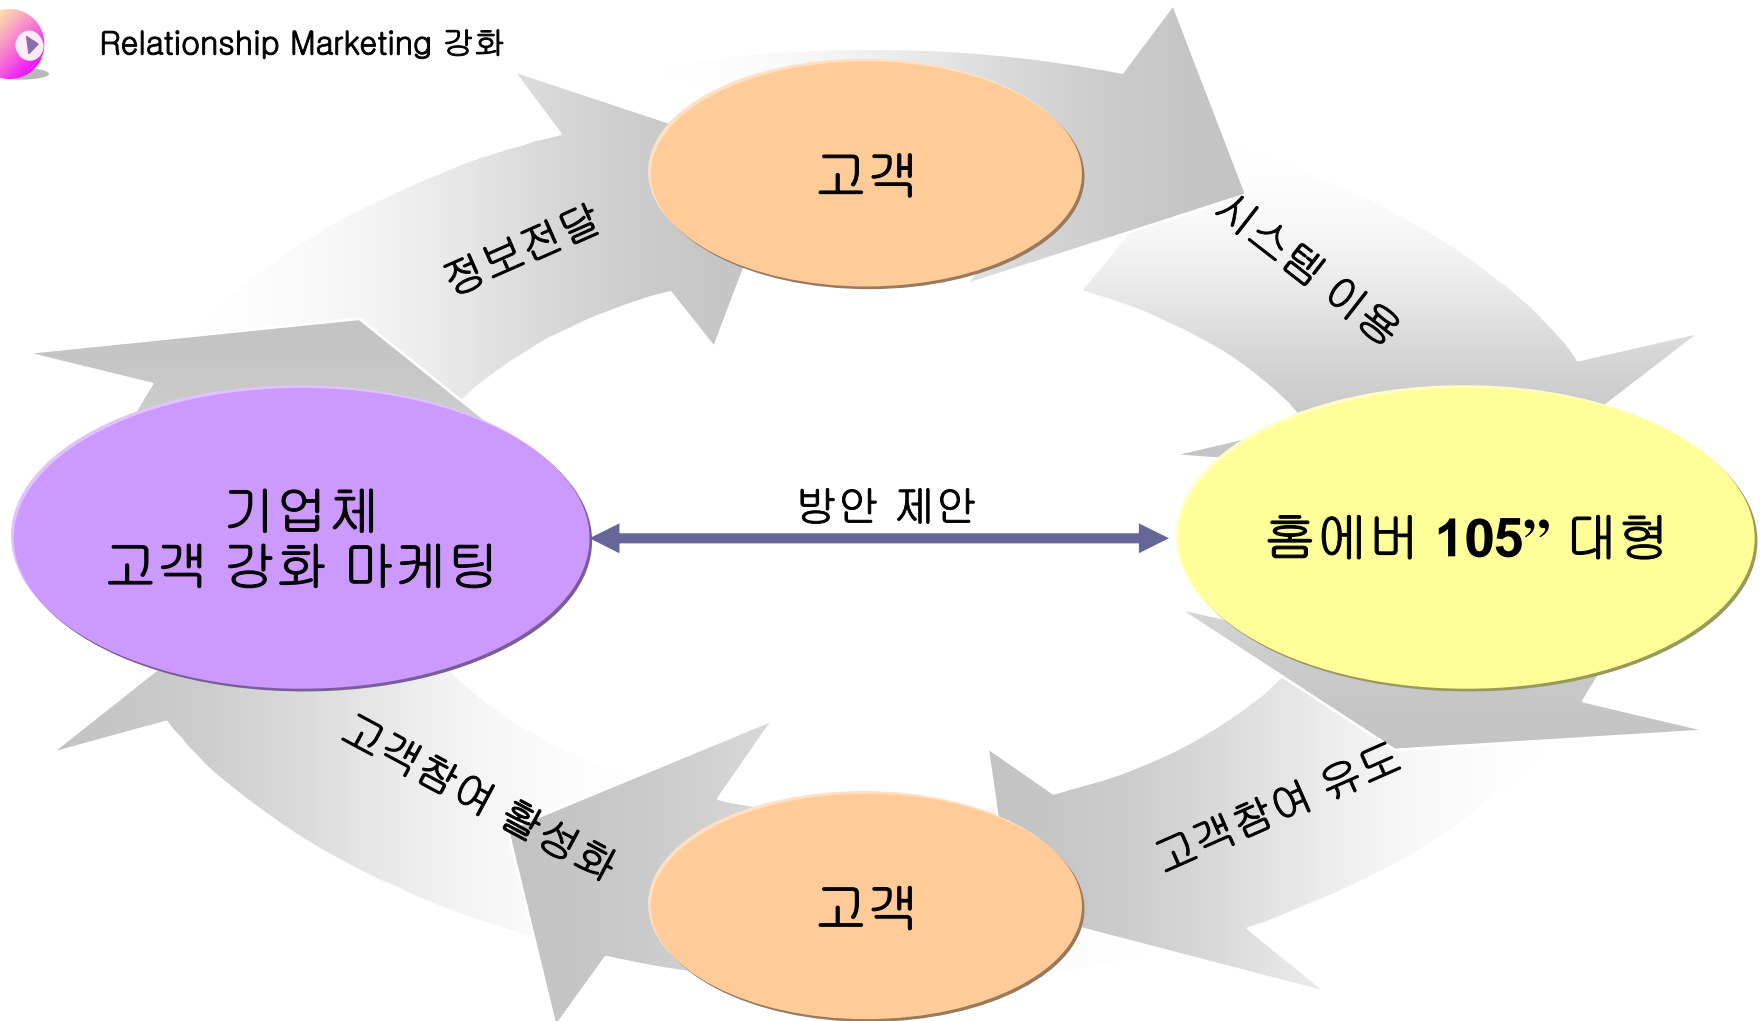 Relationship Marketing 강화
고객
정보전달
시스템 이용
기업체
고객 강화 마케팅
방안 제안
홈에버 105” 대형
고객참여 활성화
고객참여 유도
고객